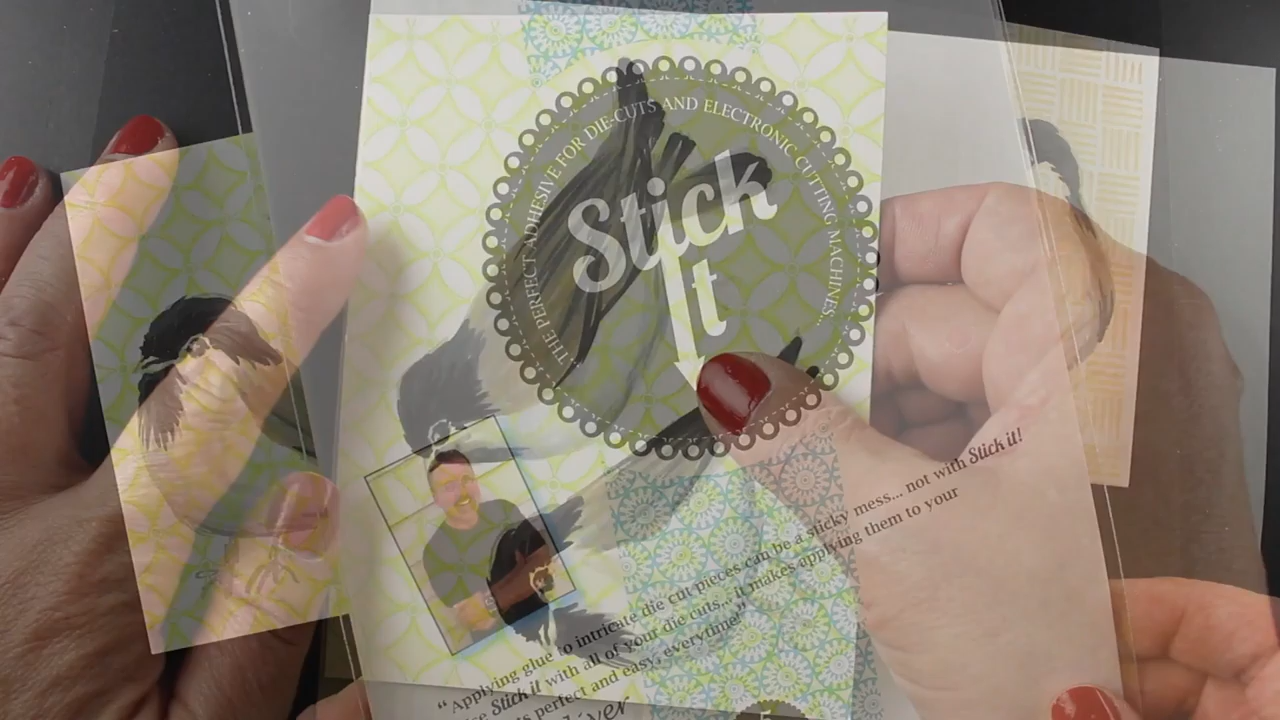 THE PERFECT ADHESIVE FOR DIE-CUTS AND ELECTRONIC CUTTING MACHINES...
Stick
It
“Applying glue to intricate die cut pieces can be a sticky mess... not with Stick it!
Stick it with all of your die cuts... it makes applying them to your
perfect and easy, everytime”